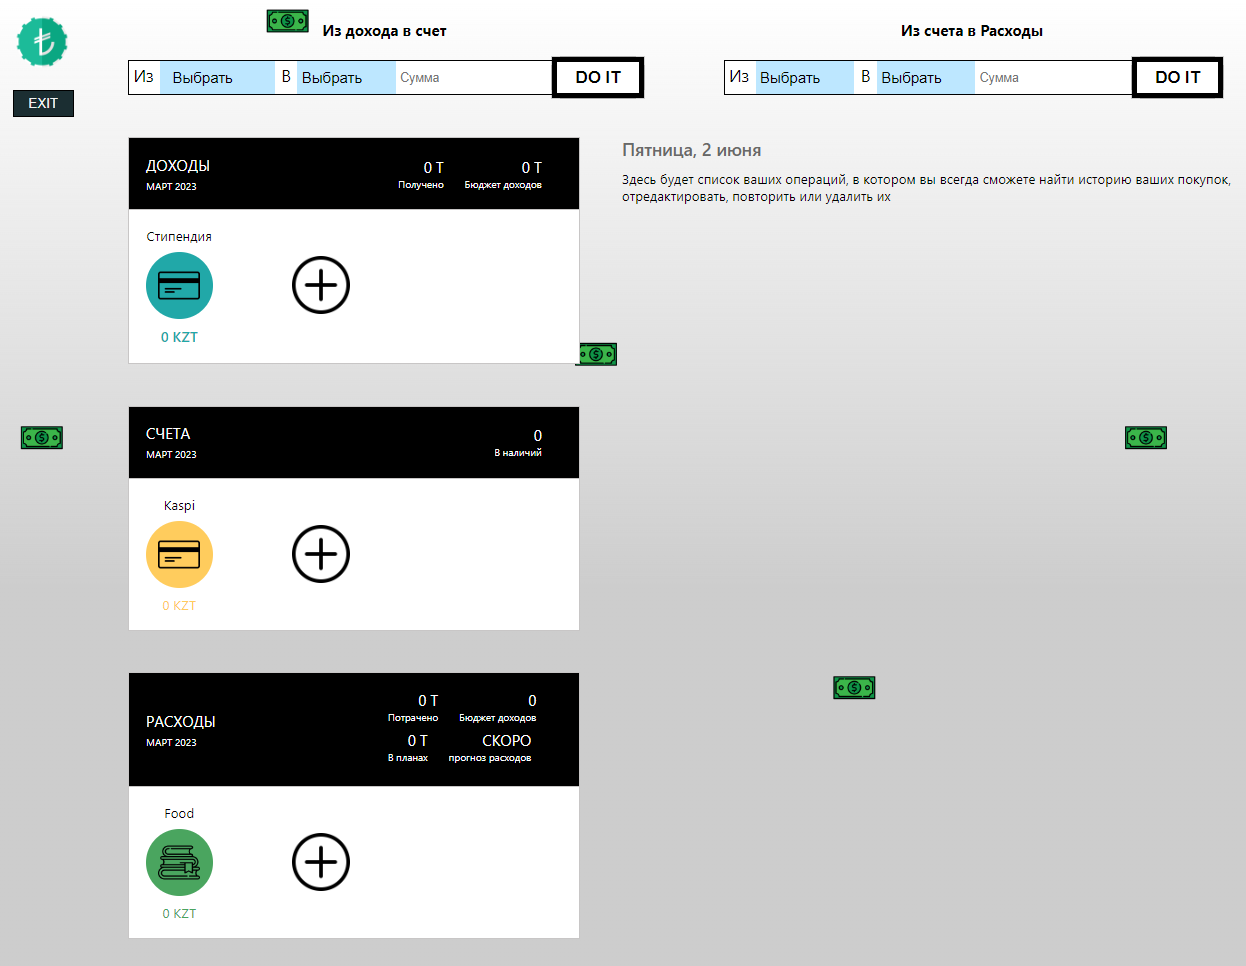 Из дохода в счет
Из счета в Расходы
Из Выбрать В Выбрать Сумма DO IT
Из Выбрать В Выбрать Сумма DO IT
EXIT
ДОХОДЫ
МАРТ 2023
0 Т
Получено
0 Т
Бюджет доходов
Стипендия
0 KZT
Пятница, 2 июня
Здесь будет список ваших операций, в котором вы всегда сможете найти историю ваших покупок,
отредактировать, повторить или удалить их
СЧЕТА
МАРТ 2023
0
В наличий
Kaspi
0 KZT
РАСХОДЫ
МАРТ 2023
0 Т
Потрачено
0
Бюджет доходов
0 Т
В планах
СКОРО
прогноз расходов
Food
0 KZT